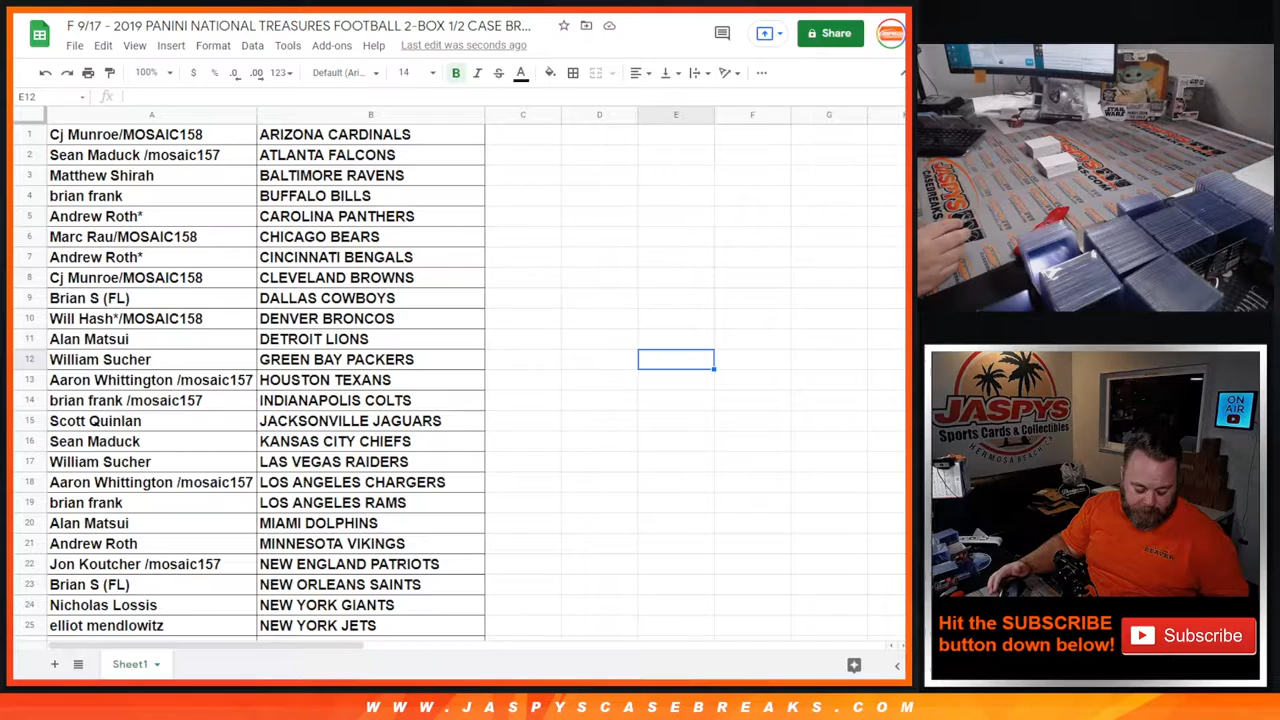 F 9/17 - 2019 PANINI NATIONAL TREASURES FOOTBALL 2-BOX 1/2 CASE BR...
File Edit View Insert Format Data Tools Add-ons Help Last edit was seconds ago
Share
100% $ % .0 .00 123 Default (Ari... 14 B I S A
E12 fx
A B C D E F G
1 Cj Munroe/MOSAIC158 ARIZONA CARDINALS
2 Sean Maduck /mosaic157 ATLANTA FALCONS
3 Matthew Shirah BALTIMORE RAVENS
4 brian frank BUFFALO BILLS
5 Andrew Roth* CAROLINA PANTHERS
6 Marc Rau/MOSAIC158 CHICAGO BEARS
7 Andrew Roth* CINCINNATI BENGALS
8 Cj Munroe/MOSAIC158 CLEVELAND BROWNS
9 Brian S (FL) DALLAS COWBOYS
10 Will Hash*/MOSAIC158 DENVER BRONCOS
11 Alan Matsui DETROIT LIONS
12 William Sucher GREEN BAY PACKERS
13 Aaron Whittington /mosaic157 HOUSTON TEXANS
14 brian frank /mosaic157 INDIANAPOLIS COLTS
15 Scott Quinlan JACKSONVILLE JAGUARS
16 Sean Maduck KANSAS CITY CHIEFS
17 William Sucher LAS VEGAS RAIDERS
18 Aaron Whittington /mosaic157 LOS ANGELES CHARGERS
19 brian frank LOS ANGELES RAMS
20 Alan Matsui MIAMI DOLPHINS
21 Andrew Roth MINNESOTA VIKINGS
22 Jon Koutcher /mosaic157 NEW ENGLAND PATRIOTS
23 Brian S (FL) NEW ORLEANS SAINTS
24 Nicholas Lossis NEW YORK GIANTS
25 elliot mendlowitz NEW YORK JETS
Sheet1
STAR WARS
JASPYS
CASEBREAKS
JASPYS
CASEBREAKS.COM
JASPYS
Sports Cards & Collectibles
HERMOSA BEACH
ON AIR
BEAVER
Hit the SUBSCRIBE
button down below!
Subscribe
WWW.JASPYSCASEBREAKS.COM